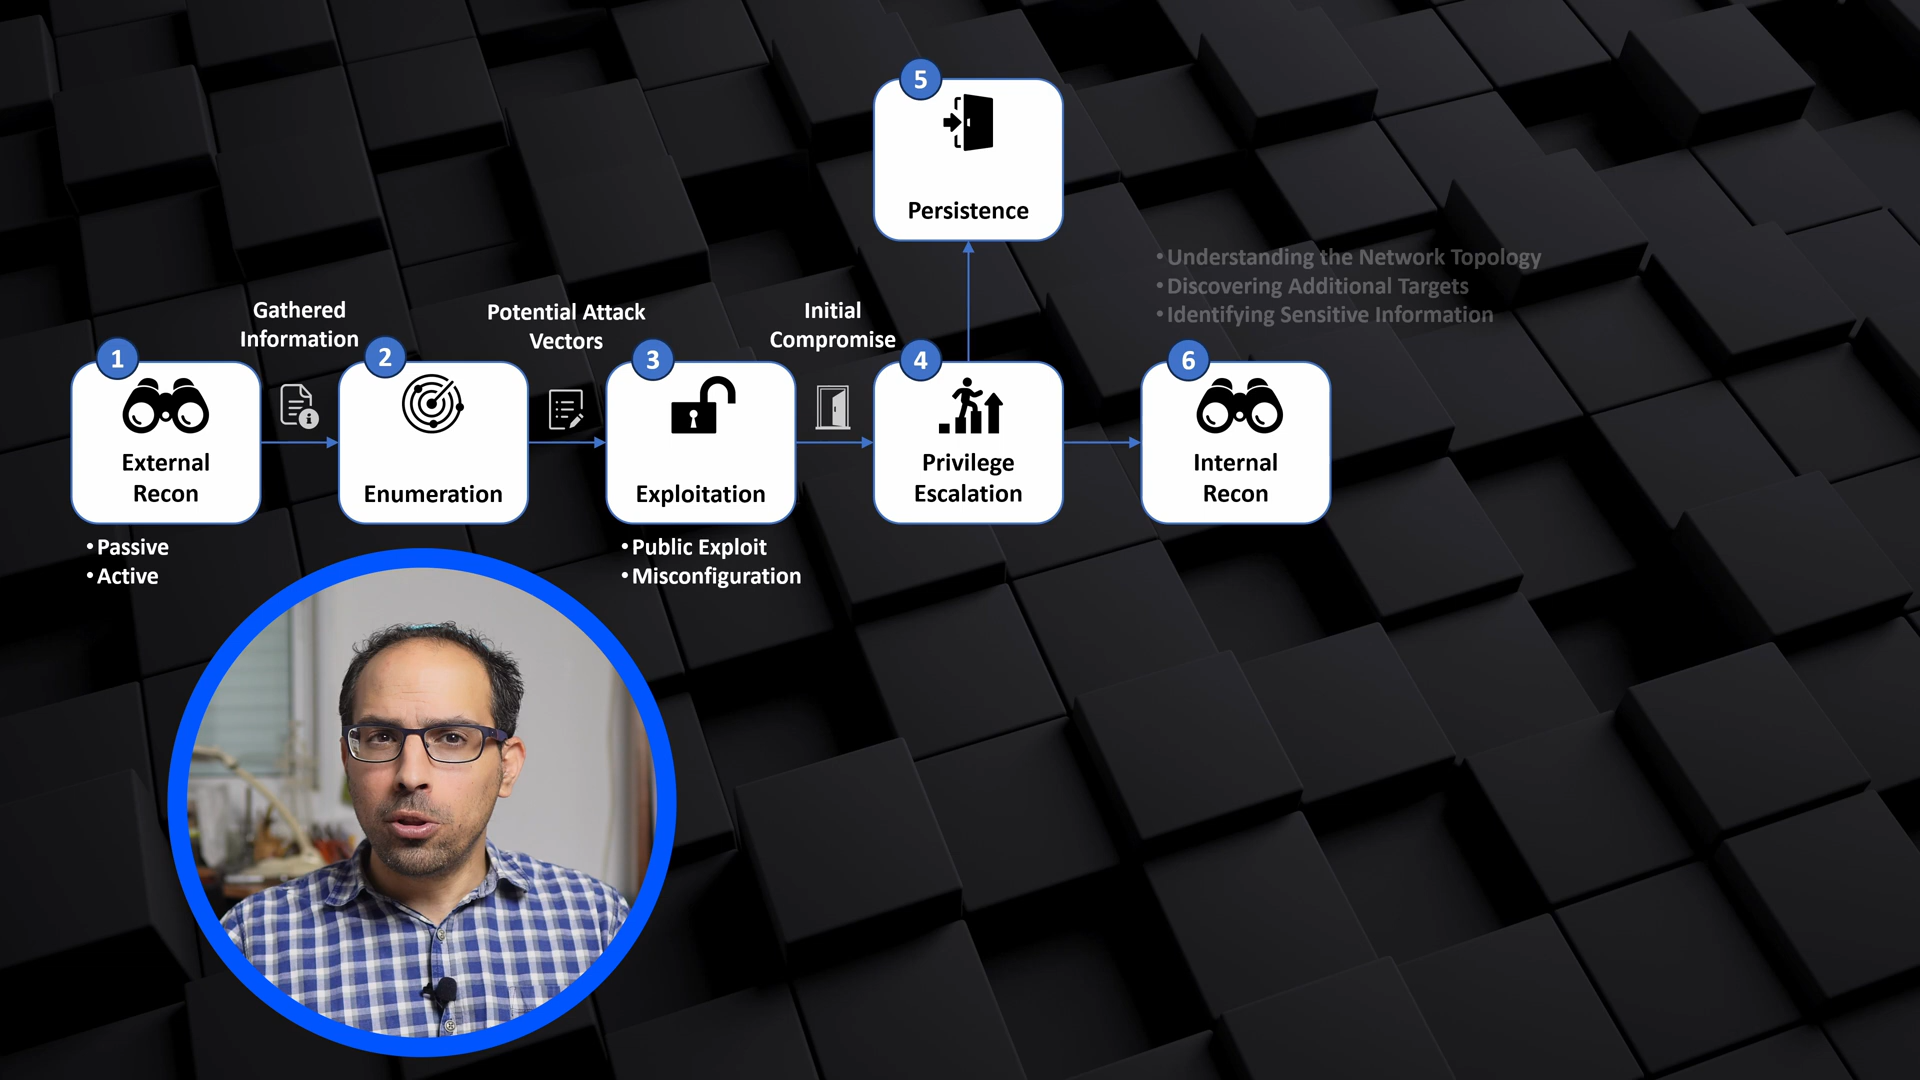 5
Persistence
• Understanding the Network Topology
• Discovering Additional Targets
• Identifying Sensitive Information
Gathered
Information
Potential Attack
Vectors
Initial
Compromise
1
External
Recon
2
Enumeration
3
Exploitation
4
Privilege
Escalation
6
Internal
Recon
• Passive
• Active
• Public Exploit
• Misconfiguration